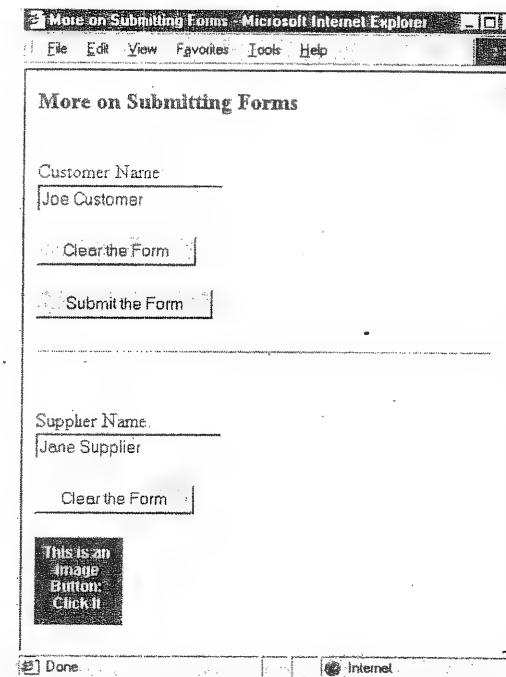 More on Submitting Forms - Microsoft Internet Explorer
File Edit View Favorites Tools Help
More on Submitting Forms
Customer Name
Joe Customer
Clear the Form
Submit the Form
Supplier Name
Jane Supplier
Clear the Form
This is an
Image
Button:
Click It
Done
Internet